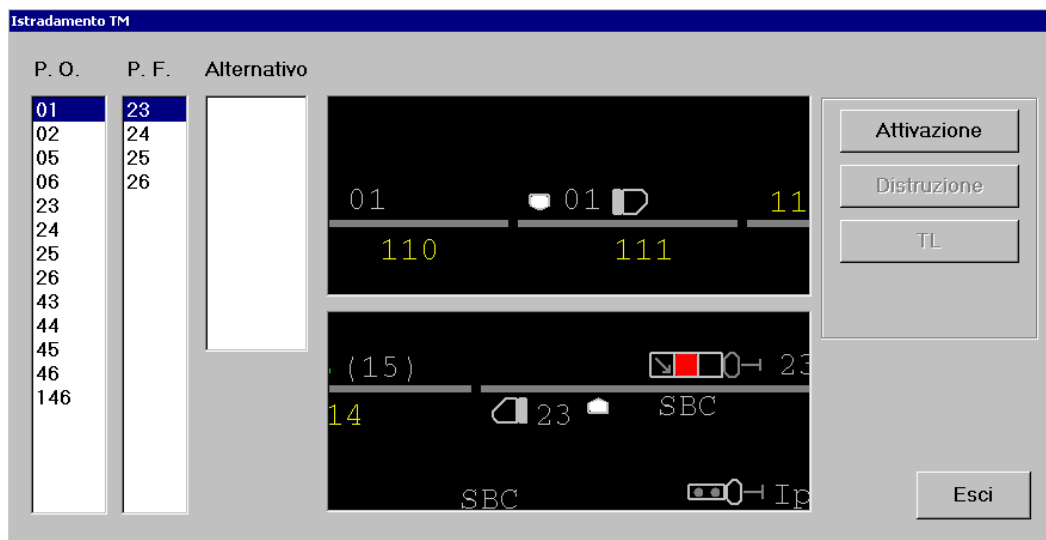 Istradamento TM
P. O.
P. F.
Alternativo
01
02
05
06
23
24
25
26
43
44
45
46
146
23
24
25
26
01
01
11
110
111
(15)
23
14
23
SBC
SBC
Ip
Attivazione
Distruzione
TL
Esci